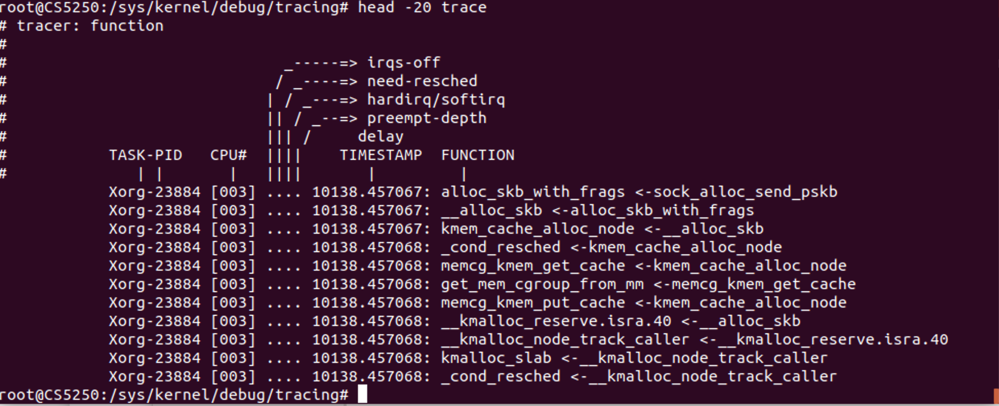 root@CS5250:/sys/kernel/debug/tracing# head -20 trace
# tracer: function
#
#                              _-----=> irqs-off
#                             / _----=> need-resched
#                            | / _---=> hardirq/softirq
#                            || / _--=> preempt-depth
#                            ||| /     delay
#           TASK-PID   CPU#  ||||    TIMESTAMP  FUNCTION
#              | |       |   ||||       |         |
            Xorg-23884 [003] .... 10138.457067: alloc_skb_with_frags <-sock_alloc_send_pskb
            Xorg-23884 [003] .... 10138.457067: __alloc_skb <-alloc_skb_with_frags
            Xorg-23884 [003] .... 10138.457067: kmem_cache_alloc_node <-__alloc_skb
            Xorg-23884 [003] .... 10138.457068: _cond_resched <-kmem_cache_alloc_node
            Xorg-23884 [003] .... 10138.457068: memcg_kmem_get_cache <-kmem_cache_alloc_node
            Xorg-23884 [003] .... 10138.457068: get_mem_cgroup_from_mm <-memcg_kmem_get_cache
            Xorg-23884 [003] .... 10138.457068: memcg_kmem_put_cache <-kmem_cache_alloc_node
            Xorg-23884 [003] .... 10138.457068: __kmalloc_reserve.isra.40 <-__alloc_skb
            Xorg-23884 [003] .... 10138.457068: __kmalloc_node_track_caller <-__kmalloc_reserve.isra.40
            Xorg-23884 [003] .... 10138.457068: kmalloc_slab <-__kmalloc_node_track_caller
            Xorg-23884 [003] .... 10138.457068: _cond_resched <-__kmalloc_node_track_caller
root@CS5250:/sys/kernel/debug/tracing#